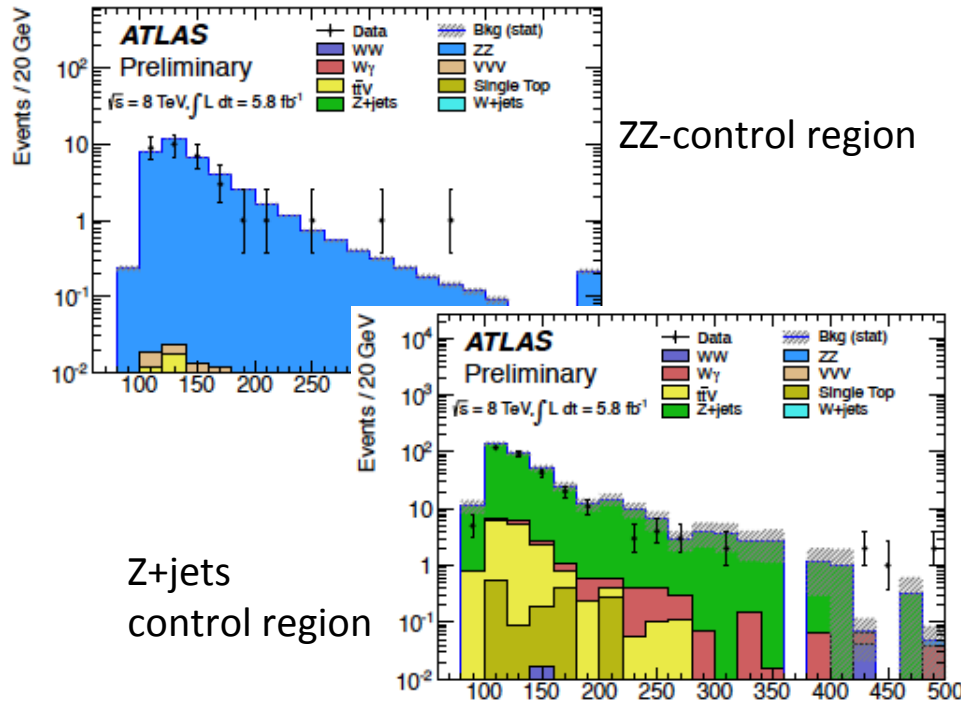 ATLAS
Preliminary
√s = 8 TeV, ∫ L dt = 5.8 fb⁻¹
Data
WW
Wγ
tt̄V
Z+jets
Bkg (stat)
ZZ
VVV
Single Top
W+jets
Events / 20 GeV
10²
10
1
10⁻¹
10⁻²
100 150 200 250
ZZ-control region
ATLAS
Preliminary
√s = 8 TeV, ∫ L dt = 5.8 fb⁻¹
Data
WW
Wγ
tt̄V
Z+jets
Bkg (stat)
ZZ
VVV
Single Top
W+jets
Events / 20 GeV
10⁴
10³
10²
10
1
10⁻¹
10⁻²
100 150 200 250 300 350 400 450 500
Z+jets
control region